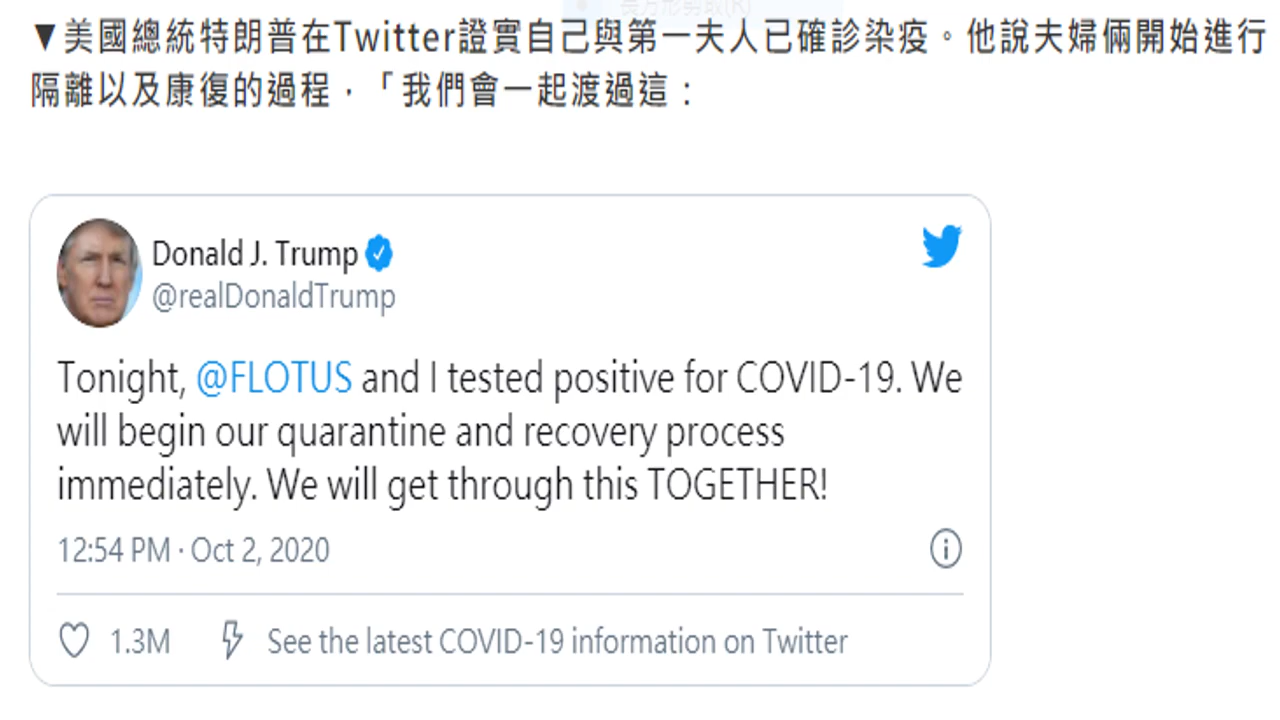 ▼美國總統特朗普在Twitter證實自己與第一夫人已確診染疫。他說夫婦倆開始進行
隔離以及康復的過程，「我們會一起渡過這：
Donald J. Trump
@realDonaldTrump
Tonight, @FLOTUS and I tested positive for COVID-19. We
will begin our quarantine and recovery process
immediately. We will get through this TOGETHER!
12:54 PM · Oct 2, 2020
1.3M See the latest COVID-19 information on Twitter